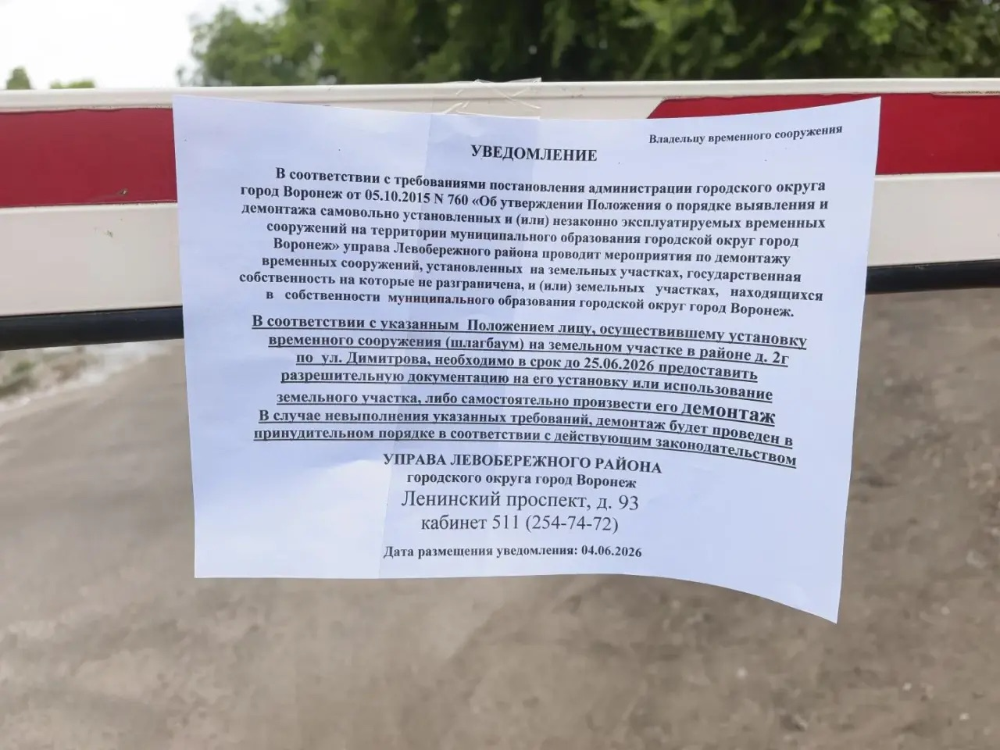 Владельцу временного сооружения
УВЕДОМЛЕНИЕ
В соответствии с требованиями постановления администрации городского округа
город Воронеж от 05.10.2015 N 760 «Об утверждении Положения о порядке выявления и
демонтажа самовольно установленных и (или) незаконно эксплуатируемых временных
сооружений на территории муниципального образования городской округ город
Воронеж» управа Левобережного района проводит мероприятия по демонтажу
временных сооружений, установленных на земельных участках, государственная
собственность на которые не разграничена, и (или) земельных участках, находящихся
в собственности муниципального образования городской округ город Воронеж.
В соответствии с указанным Положением лицу, осуществившему установку
временного сооружения (шлагбаум) на земельном участке в районе д. 2г
по ул. Димитрова, необходимо в срок до 25.06.2026 предоставить
разрешительную документацию на его установку или использование
земельного участка, либо самостоятельно произвести его демонтаж
В случае невыполнения указанных требований, демонтаж будет проведен в
принудительном порядке в соответствии с действующим законодательством
УПРАВА ЛЕВОБЕРЕЖНОГО РАЙОНА
городского округа город Воронеж
Ленинский проспект, д. 93
кабинет 511 (254-74-72)
Дата размещения уведомления: 04.06.2026